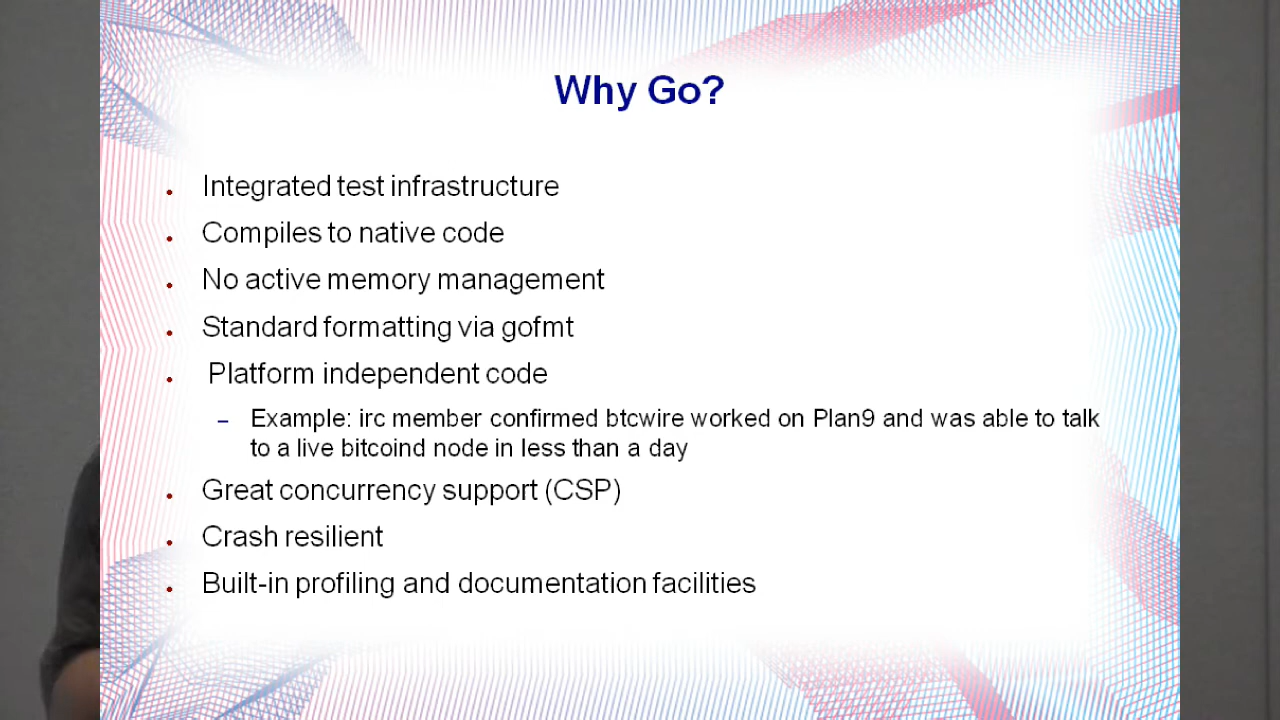 Why Go?
Integrated test infrastructure
Compiles to native code
No active memory management
Standard formatting via gofmt
Platform independent code
– Example: irc member confirmed btcwire worked on Plan9 and was able to talk
to a live bitcoind node in less than a day
Great concurrency support (CSP)
Crash resilient
Built-in profiling and documentation facilities